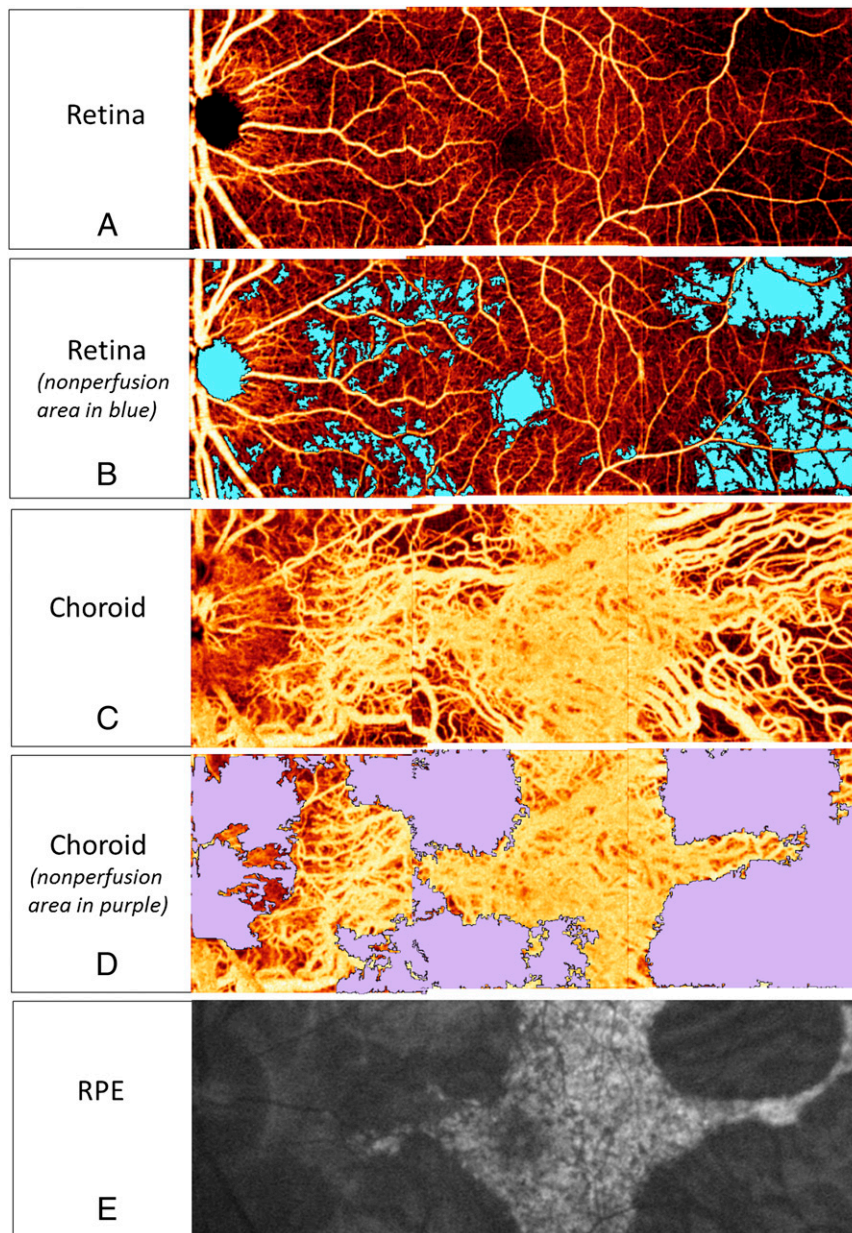 Retina
A
Retina
(nonperfusion
area in blue)
B
Choroid
C
Choroid
(nonperfusion
area in purple)
D
RPE
E